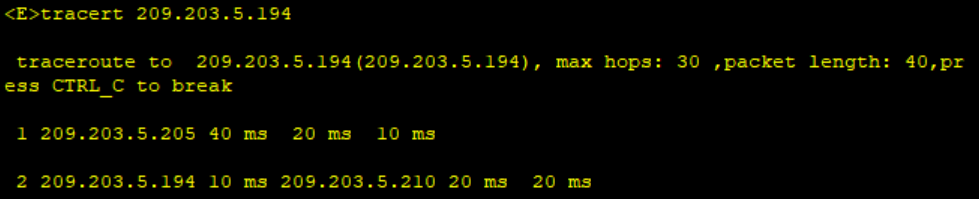 <E>tracert 209.203.5.194
traceroute to  209.203.5.194(209.203.5.194), max hops: 30 ,packet length: 40,pr
ess CTRL_C to break
1 209.203.5.205 40 ms  20 ms  10 ms
2 209.203.5.194 10 ms 209.203.5.210 20 ms  20 ms